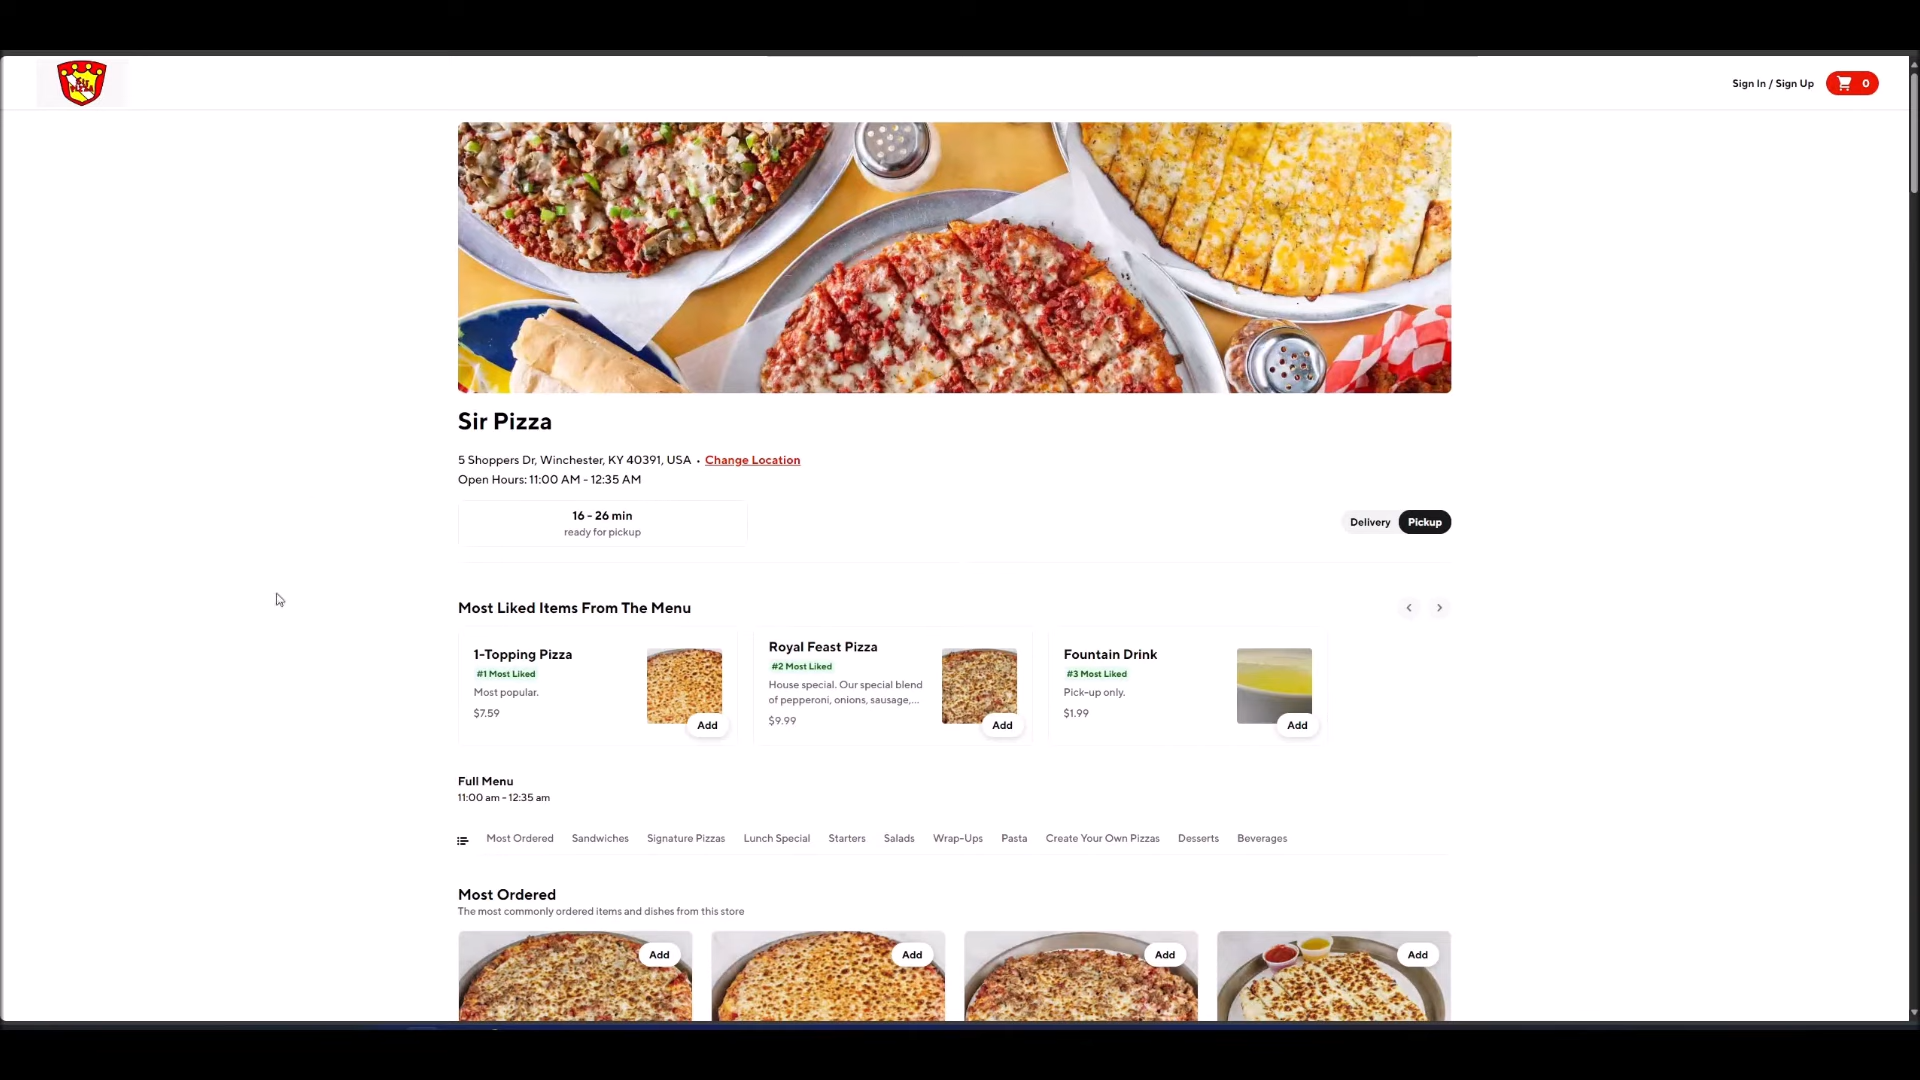 Sir
PIZZA
Sign In / Sign Up
0
Sir Pizza
5 Shoppers Dr, Winchester, KY 40391, USA • Change Location
Open Hours: 11:00 AM - 12:35 AM
16 - 26 min
ready for pickup
Delivery
Pickup
Most Liked Items From The Menu
1-Topping Pizza
#1 Most Liked
Most popular.
$7.59
Add
Royal Feast Pizza
#2 Most Liked
House special. Our special blend
of pepperoni, onions, sausage,...
$9.99
Add
Fountain Drink
#3 Most Liked
Pick-up only.
$1.99
Add
Full Menu
11:00 am - 12:35 am
Most Ordered
Sandwiches
Signature Pizzas
Lunch Special
Starters
Salads
Wrap-Ups
Pasta
Create Your Own Pizzas
Desserts
Beverages
Most Ordered
The most commonly ordered items and dishes from this store
Add
Add
Add
Add